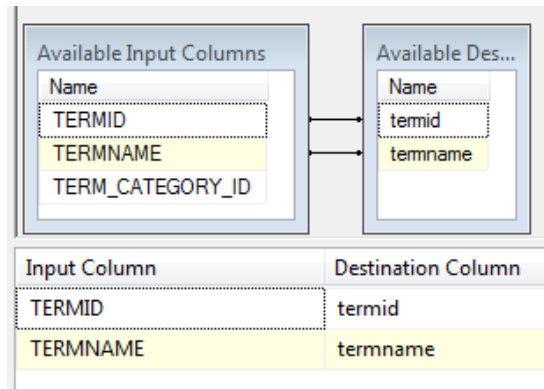 Available Input Columns
Name
TERMID
TERMNAME
TERM_CATEGORY_ID
Available Des...
Name
termid
termname
Input Column Destination Column
TERMID termid
TERMNAME termname